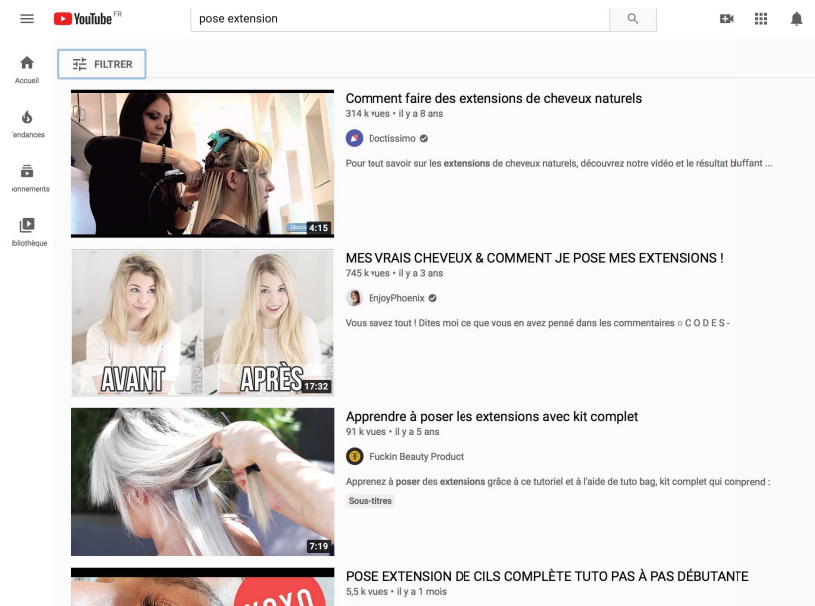 YouTube FR
pose extension
FILTRER
Accueil
Tendances
onnements
bliothèque
Comment faire des extensions de cheveux naturels
314 k vues • il y a 8 ans
Doctissimo
Pour tout savoir sur les extensions de cheveux naturels, découvrez notre vidéo et le résultat bluffant ...
4:15
MES VRAIS CHEVEUX & COMMENT JE POSE MES EXTENSIONS !
745 k vues • il y a 3 ans
EnjoyPhoenix
Vous savez tout ! Dites moi ce que vous en avez pensé dans les commentaires ○ C O D E S -
AVANT
APRÈS
17:32
Apprendre à poser les extensions avec kit complet
91 k vues • il y a 5 ans
Fuckin Beauty Product
Apprenez à poser des extensions grâce à ce tutoriel et à l'aide de tuto bag, kit complet qui comprend :
Sous-titres
7:19
POSE EXTENSION DE CILS COMPLÈTE TUTO PAS À PAS DÉBUTANTE
5,5 k vues • il y a 1 mois